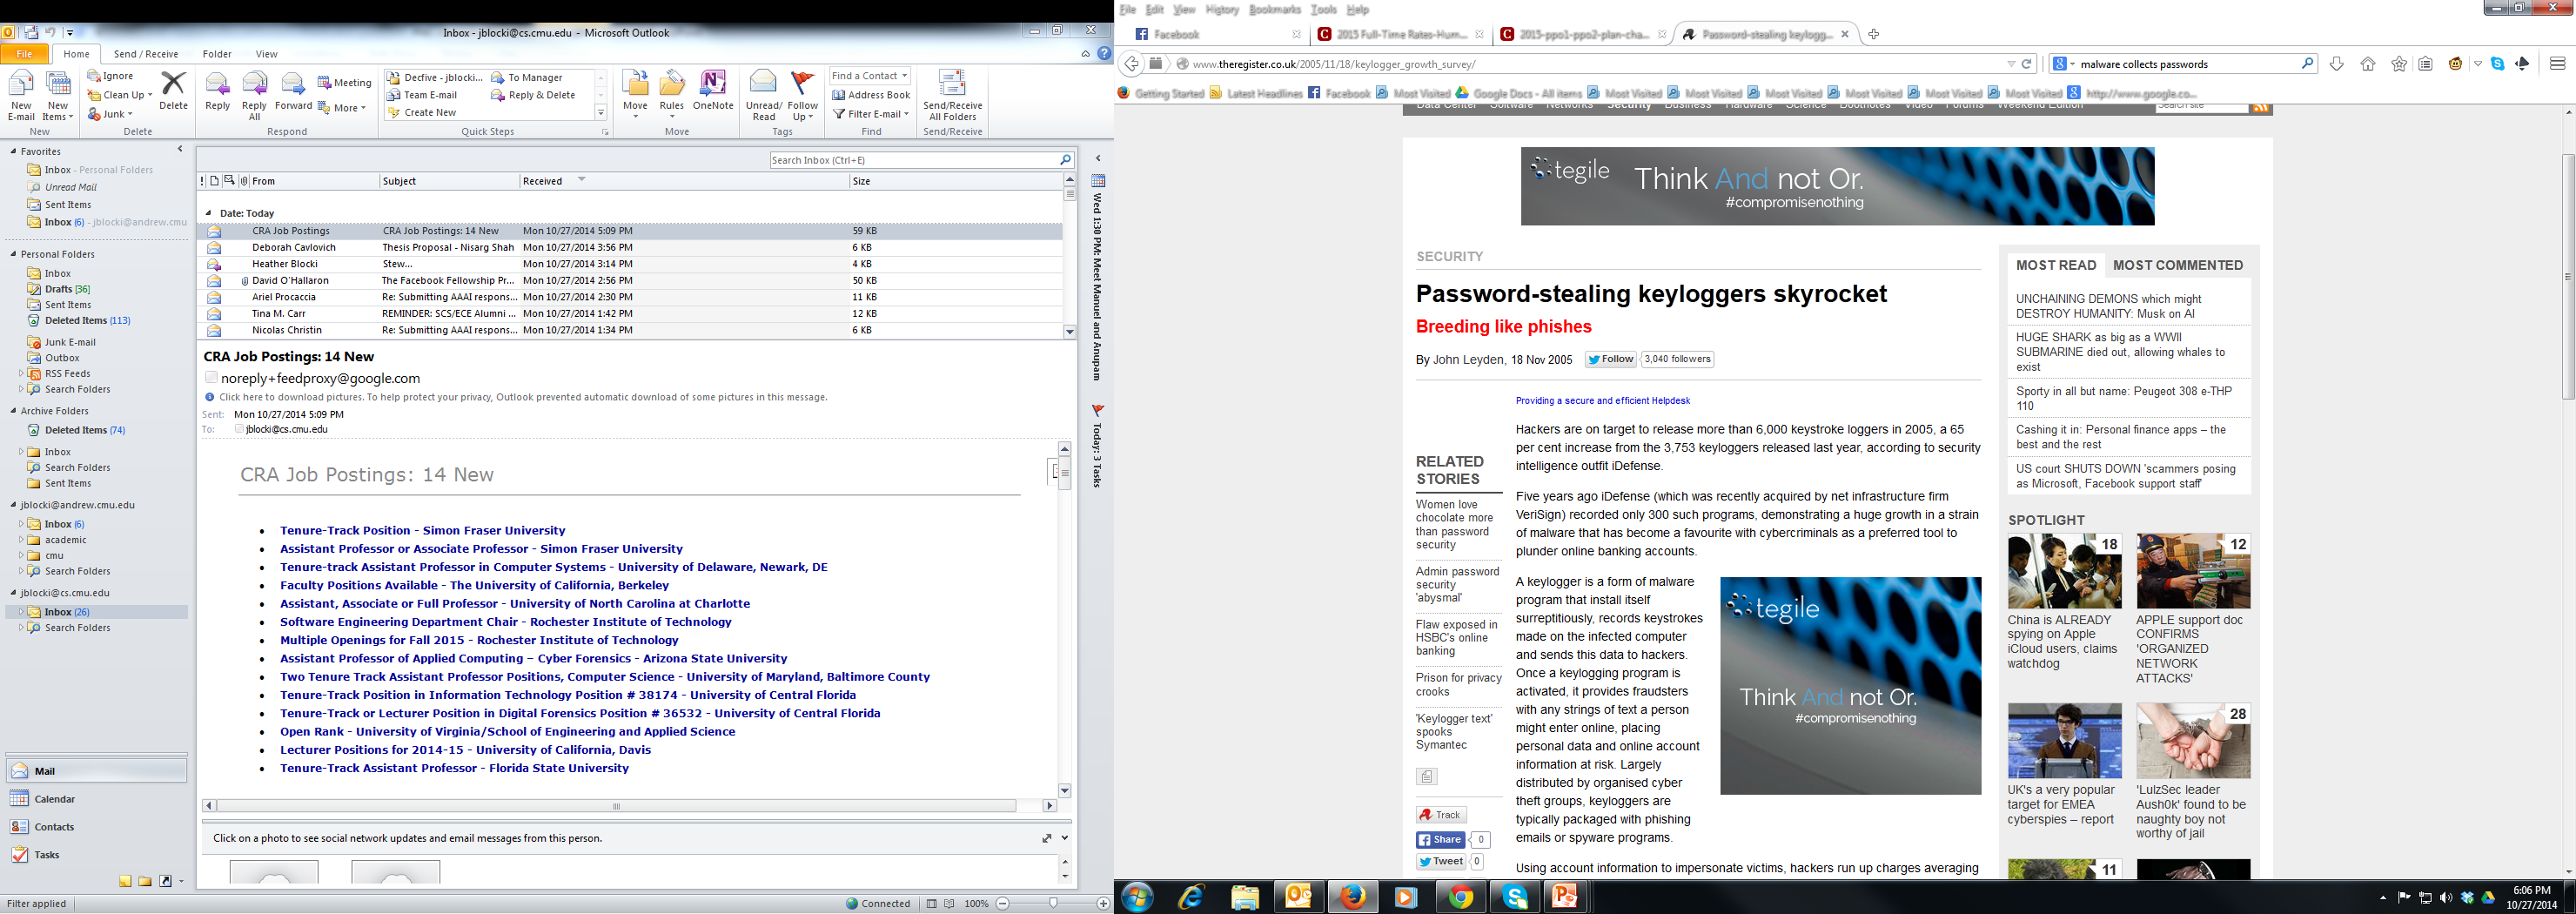 Inbox - jblocki@cs.cmu.edu - Microsoft Outlook
File Home Send / Receive Folder View
New E-mail
New Items
New
Ignore
Clean Up
Junk
Delete
Delete
Reply
Reply All
Forward
Meeting
More
Respond
Decfive - jblocki...
Team E-mail
Create New
To Manager
Reply & Delete
Quick Steps
Move
Rules
OneNote
Move
Unread/ Read
Follow Up
Tags
Find a Contact
Address Book
Filter E-mail
Find
Send/Receive All Folders
Send/Receive
Favorites
Inbox - Personal Folders
Unread Mail
Sent Items
Inbox (6) - jblocki@andrew.cmu
Personal Folders
Inbox
Drafts [36]
Sent Items
Deleted Items (113)
Junk E-mail
Outbox
RSS Feeds
Search Folders
Archive Folders
Deleted Items (74)
Inbox
Search Folders
Sent Items
jblocki@andrew.cmu.edu
Inbox (6)
academic
cmu
Search Folders
jblocki@cs.cmu.edu
Inbox (26)
Search Folders
Mail
Calendar
Contacts
Tasks
Search Inbox (Ctrl+E)
From Subject Received Size
Date: Today
CRA Job Postings CRA Job Postings: 14 New Mon 10/27/2014 5:09 PM 59 KB
Deborah Cavlovich Thesis Proposal - Nisarg Shah Mon 10/27/2014 3:56 PM 6 KB
Heather Blocki Stew... Mon 10/27/2014 3:14 PM 4 KB
David O'Hallaron The Facebook Fellowship Pr... Mon 10/27/2014 2:56 PM 50 KB
Ariel Procaccia Re: Submitting AAAI respons... Mon 10/27/2014 2:30 PM 11 KB
Tina M. Carr REMINDER: SCS/ECE Alumni ... Mon 10/27/2014 1:42 PM 12 KB
Nicolas Christin Re: Submitting AAAI respons... Mon 10/27/2014 1:34 PM 6 KB
CRA Job Postings: 14 New
noreply+feedproxy@google.com
Click here to download pictures. To help protect your privacy, Outlook prevented automatic download of some pictures in this message.
Sent: Mon 10/27/2014 5:09 PM
To: jblocki@cs.cmu.edu
CRA Job Postings: 14 New
Tenure-Track Position - Simon Fraser University
Assistant Professor or Associate Professor - Simon Fraser University
Tenure-track Assistant Professor in Computer Systems - University of Delaware, Newark, DE
Faculty Positions Available - The University of California, Berkeley
Assistant, Associate or Full Professor - University of North Carolina at Charlotte
Software Engineering Department Chair - Rochester Institute of Technology
Multiple Openings for Fall 2015 - Rochester Institute of Technology
Assistant Professor of Applied Computing – Cyber Forensics - Arizona State University
Two Tenure Track Assistant Professor Positions, Computer Science - University of Maryland, Baltimore County
Tenure-Track Position in Information Technology Position # 38174 - University of Central Florida
Tenure-Track or Lecturer Position in Digital Forensics Position # 36532 - University of Central Florida
Open Rank - University of Virginia/School of Engineering and Applied Science
Lecturer Positions for 2014-15 - University of California, Davis
Tenure-Track Assistant Professor - Florida State University
Click on a photo to see social network updates and email messages from this person.
Wed 1:30 PM: Meet Manuel and Anupam
Today: 3 Tasks
Filter applied
Connected
100%
File Edit View History Bookmarks Tools Help
Facebook
2015 Full-Time Rates-Hum...
2015-ppo1-ppo2-plan-cha...
Password-stealing keylogg...
www.theregister.co.uk/2005/11/18/keylogger_growth_survey/
malware collects passwords
Getting Started Latest Headlines Facebook Most Visited Google Docs - All items Most Visited Most Visited Most Visited Most Visited Most Visited Most Visited http://www.google.co...
Data Center Software Networks Security Business Hardware Science Bootnotes Video Forums Weekend Edition Search site
tegile
Think And not Or.
#compromisenothing
SECURITY
Password-stealing keyloggers skyrocket
Breeding like phishes
By John Leyden, 18 Nov 2005 Follow 3,040 followers
Providing a secure and efficient Helpdesk
Hackers are on target to release more than 6,000 keystroke loggers in 2005, a 65
per cent increase from the 3,753 keyloggers released last year, according to security
intelligence outfit iDefense.
Five years ago iDefense (which was recently acquired by net infrastructure firm
VeriSign) recorded only 300 such programs, demonstrating a huge growth in a strain
of malware that has become a favourite with cybercriminals as a preferred tool to
plunder online banking accounts.
A keylogger is a form of malware
program that install itself
surreptitiously, records keystrokes
made on the infected computer
and sends this data to hackers.
Once a keylogging program is
activated, it provides fraudsters
with any strings of text a person
might enter online, placing
personal data and online account
information at risk. Largely
distributed by organised cyber
theft groups, keyloggers are
typically packaged with phishing
emails or spyware programs.
Using account information to impersonate victims, hackers run up charges averaging
tegile
Think And not Or.
#compromisenothing
RELATED
STORIES
Women love
chocolate more
than password
security
Admin password
security
'abysmal'
Flaw exposed in
HSBC's online
banking
Prison for privacy
crooks
'Keylogger text'
spooks
Symantec
Track
Share 0
Tweet 0
MOST READ MOST COMMENTED
UNCHAINING DEMONS which might
DESTROY HUMANITY: Musk on AI
HUGE SHARK as big as a WWII
SUBMARINE died out, allowing whales to
exist
Sporty in all but name: Peugeot 308 e-THP
110
Cashing it in: Personal finance apps – the
best and the rest
US court SHUTS DOWN 'scammers posing
as Microsoft, Facebook support staff'
SPOTLIGHT
18
China is ALREADY
spying on Apple
iCloud users, claims
watchdog
12
APPLE support doc
CONFIRMS
'ORGANIZED
NETWORK
ATTACKS'
UK's a very popular
target for EMEA
cyberspies – report
28
'LulzSec leader
Aush0k' found to be
naughty boy not
worthy of jail
11
6:06 PM
10/27/2014